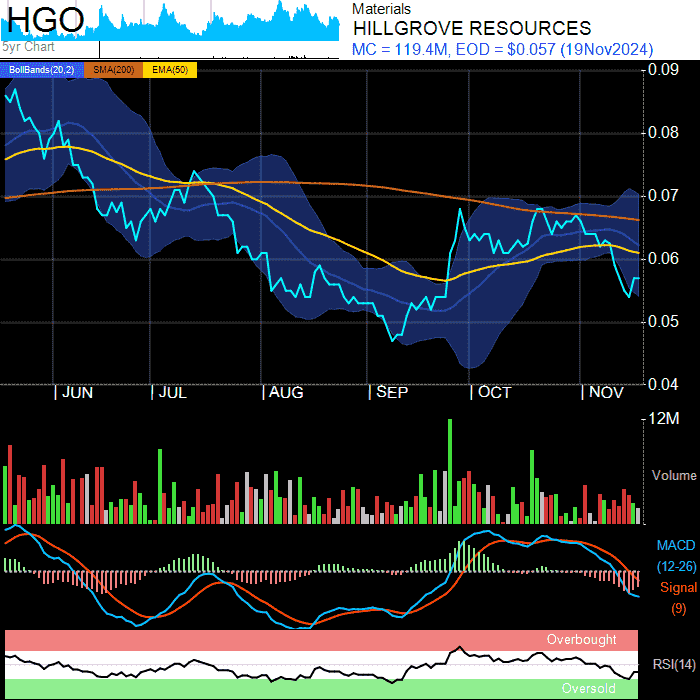 HGO
5yr Chart
Materials
HILLGROVE RESOURCES
MC = 119.4M, EOD = $0.057 (19Nov2024)
BollBands(20,2) SMA(200) EMA(50)
0.09
0.08
0.07
0.06
0.05
0.04
JUN JUL AUG SEP OCT NOV
12M
Volume
MACD
(12-26)
Signal
(9)
Overbought
RSI(14)
Oversold